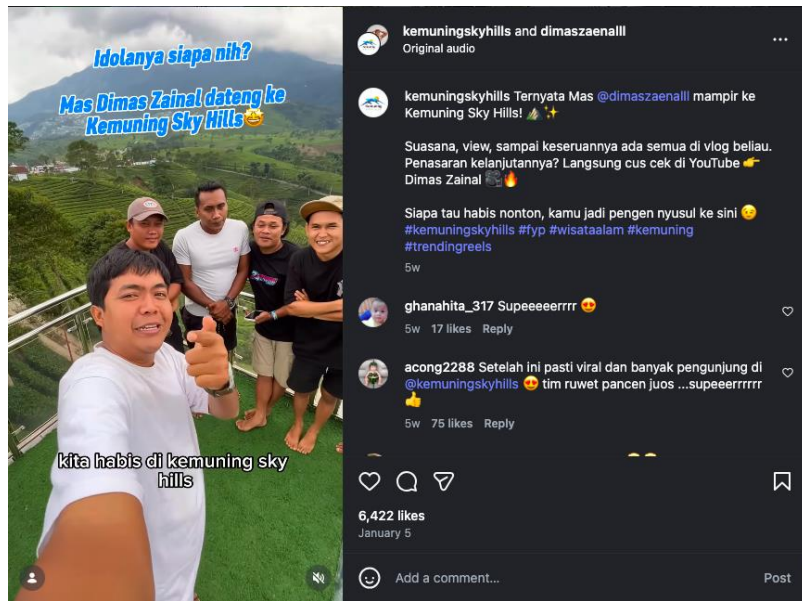 Idolanya siapa nih?
Mas Dimas Zainal dateng ke
Kemuning Sky Hills🤩
kita habis di kemuning sky
hills
kemuningskyhills and dimaszaenalll
Original audio
kemuningskyhills Ternyata Mas @dimaszaenalll mampir ke
Kemuning Sky Hills! ⛰️✨
Suasana, view, sampai keseruannya ada semua di vlog beliau.
Penasaran kelanjutannya? Langsung cus cek di YouTube 👉
Dimas Zainal 🎥🔥
Siapa tau habis nonton, kamu jadi pengen nyusul ke sini 😉
#kemuningskyhills #fyp #wisataalam #kemuning
#trendingreels
5w
ghanahita_317 Supeeeeerrrr 😍
5w 17 likes Reply
acong2288 Setelah ini pasti viral dan banyak pengunjung di
@kemuningskyhills 😍 tim ruwet pancen juos ...supeerrrrrr
👍
5w 75 likes Reply
6,422 likes
January 5
Add a comment...
Post